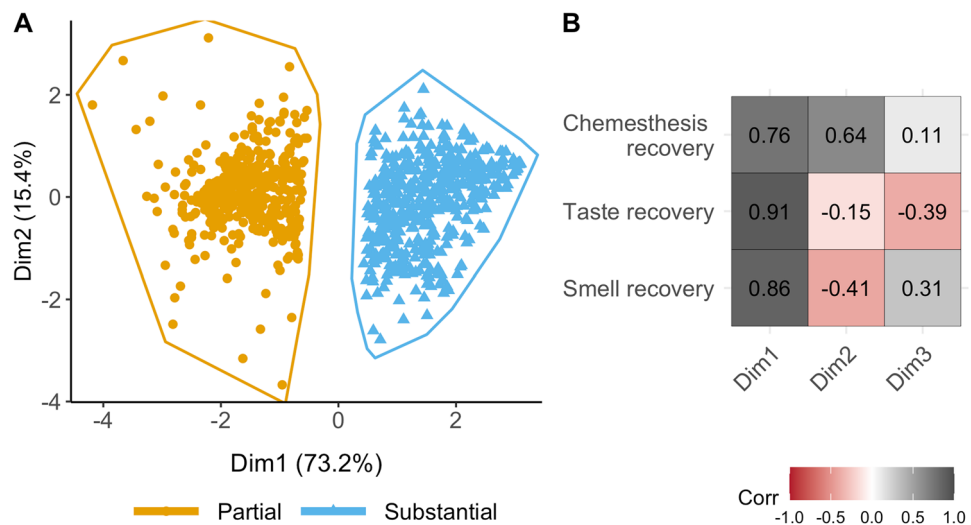 A
Dim2 (15.4%)
2
0
-2
-4
-4
-2
0
2
Dim1 (73.2%)
Partial
Substantial
B
Chemesthesis
recovery
0.76
0.64
0.11
Taste recovery
0.91
-0.15
-0.39
Smell recovery
0.86
-0.41
0.31
Dim1
Dim2
Dim3
Corr
-1.0
-0.5
0.0
0.5
1.0